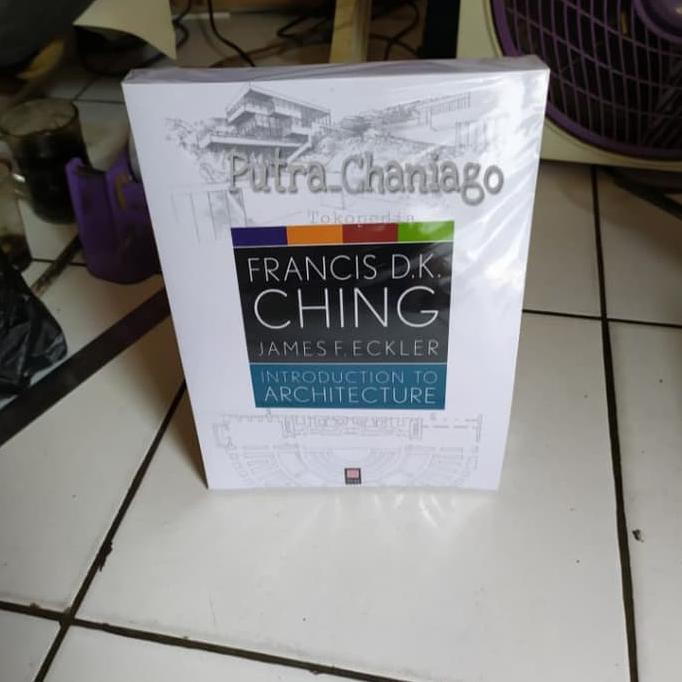 Putra_Chaniago
Tokopedia
FRANCIS D.K.
CHING
JAMES F. ECKLER
INTRODUCTION TO
ARCHITECTURE